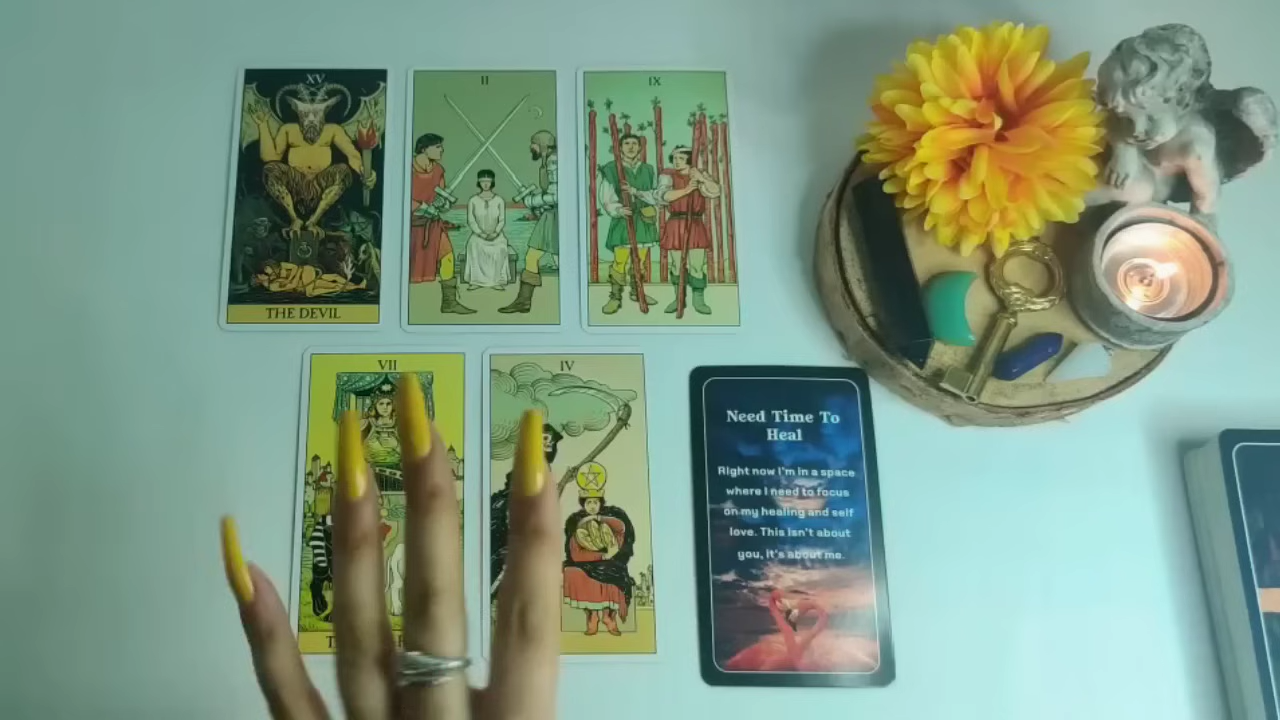 XV
II
IX
THE DEVIL
VII
IV
Need Time To
Heal
Right now I'm in a space
where I need to focus
on my healing and self
love. This isn't about
you, it's about me.